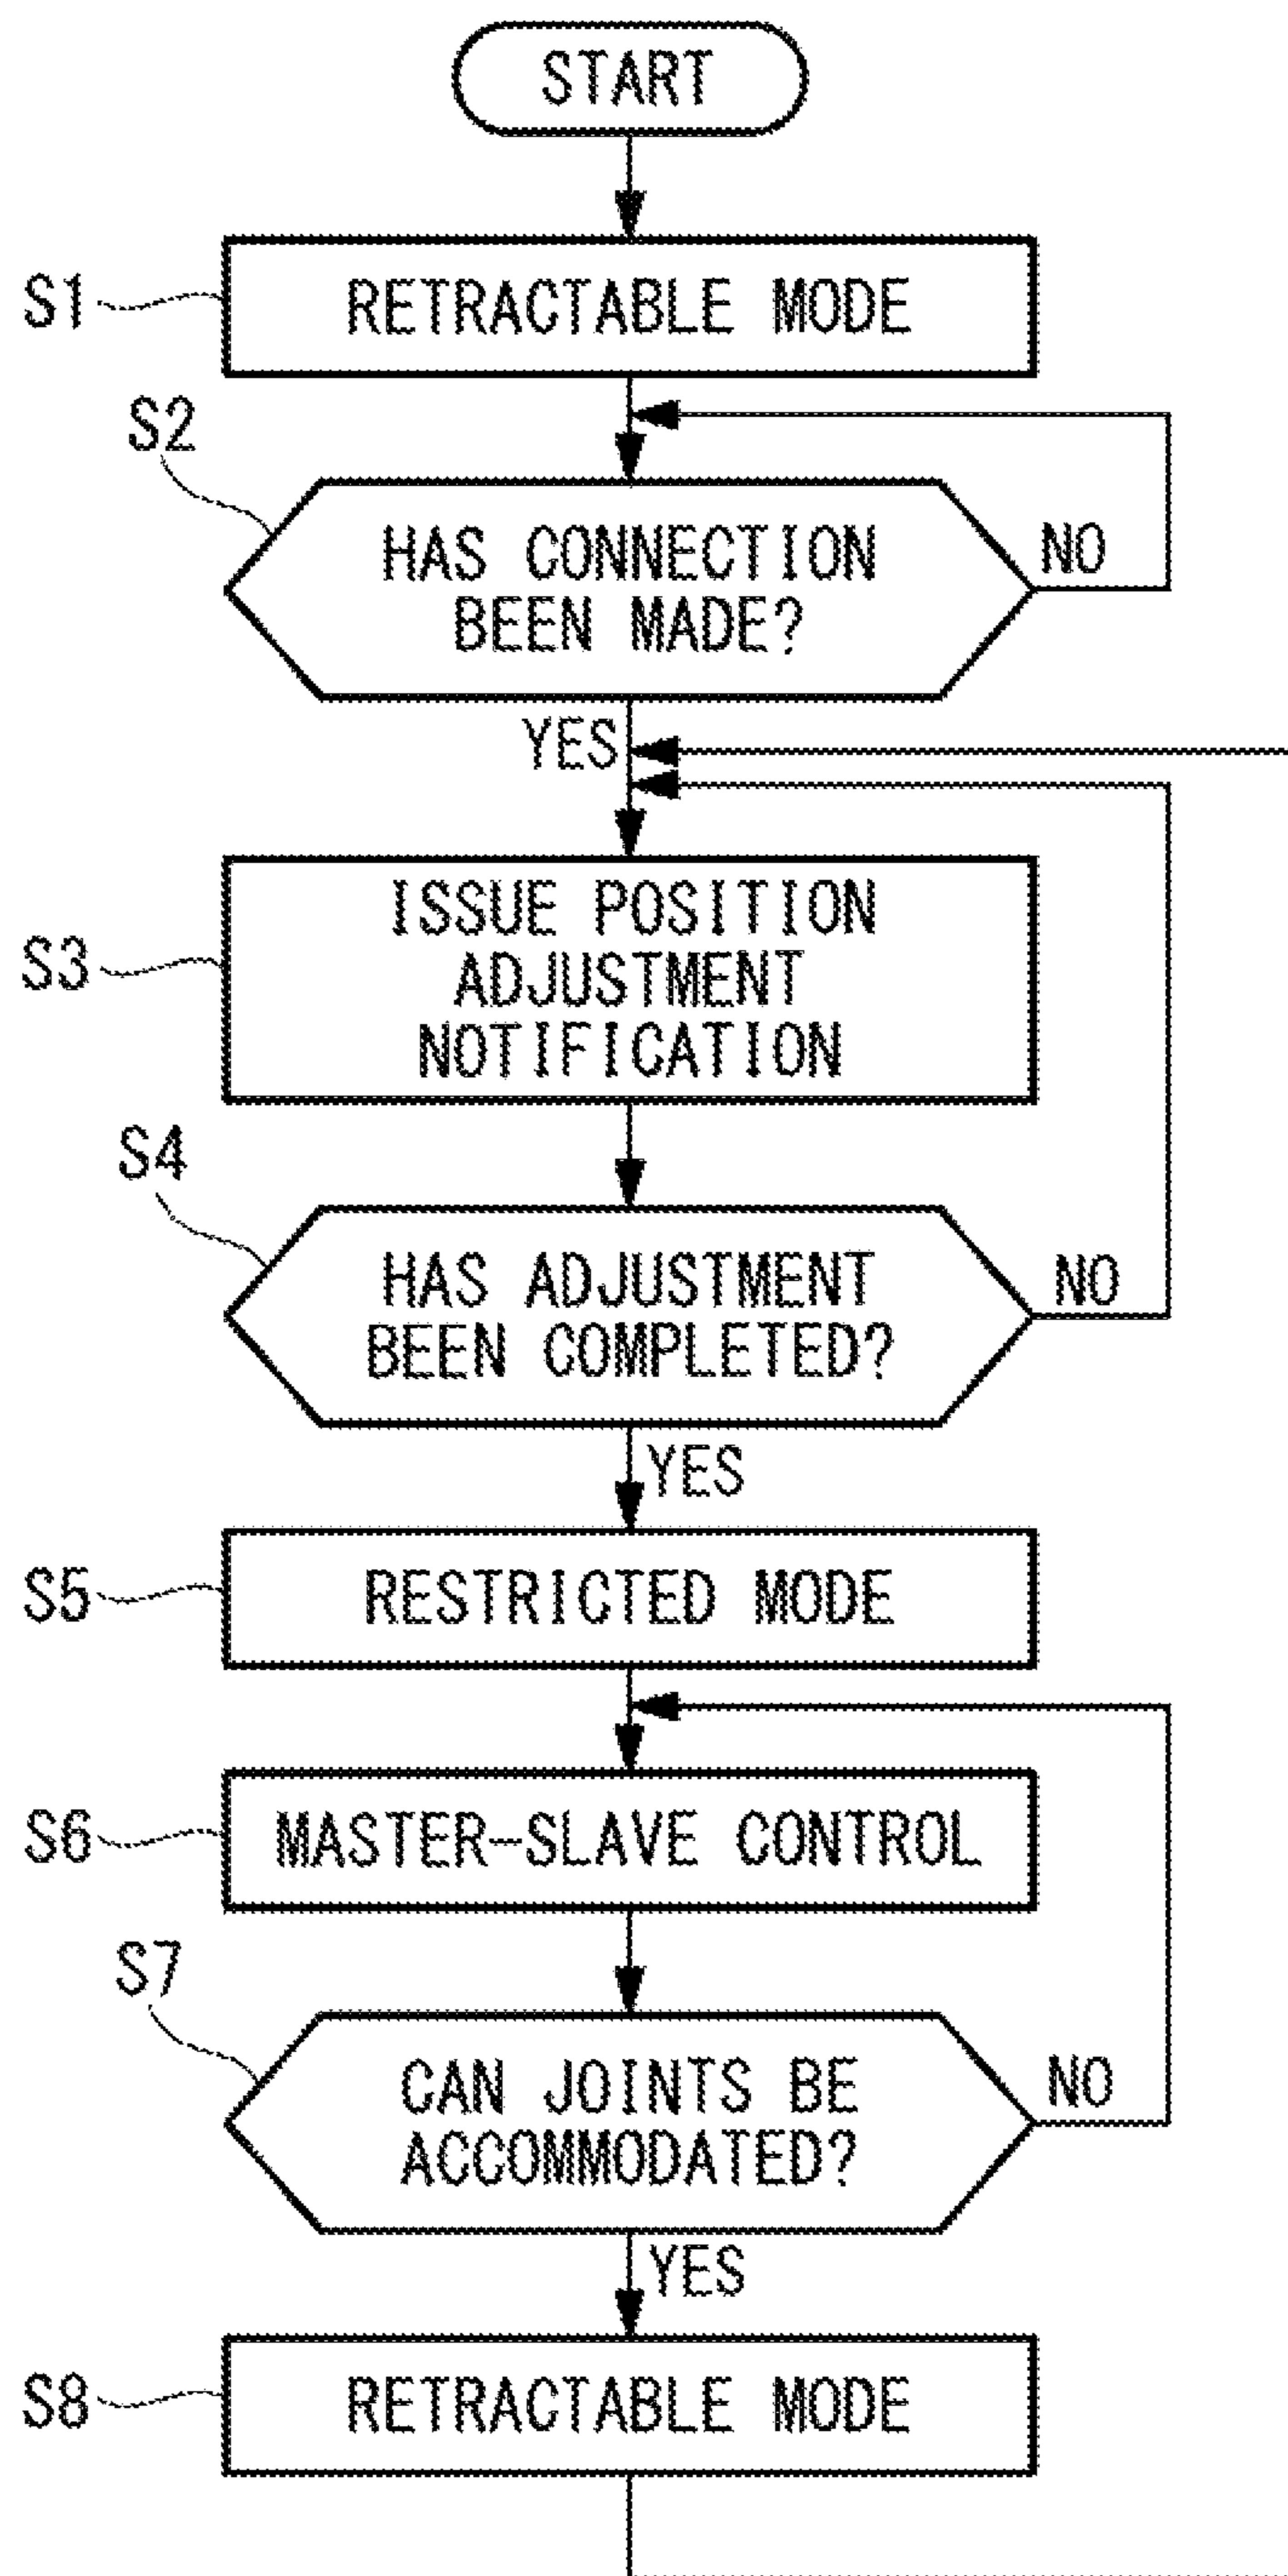 START
S1
RETRACTABLE MODE
S2
HAS CONNECTION
BEEN MADE?
NO
YES
S3
ISSUE POSITION
ADJUSTMENT
NOTIFICATION
S4
HAS ADJUSTMENT
BEEN COMPLETED?
NO
YES
S5
RESTRICTED MODE
S6
MASTER-SLAVE CONTROL
S7
CAN JOINTS BE
ACCOMMODATED?
NO
YES
S8
RETRACTABLE MODE